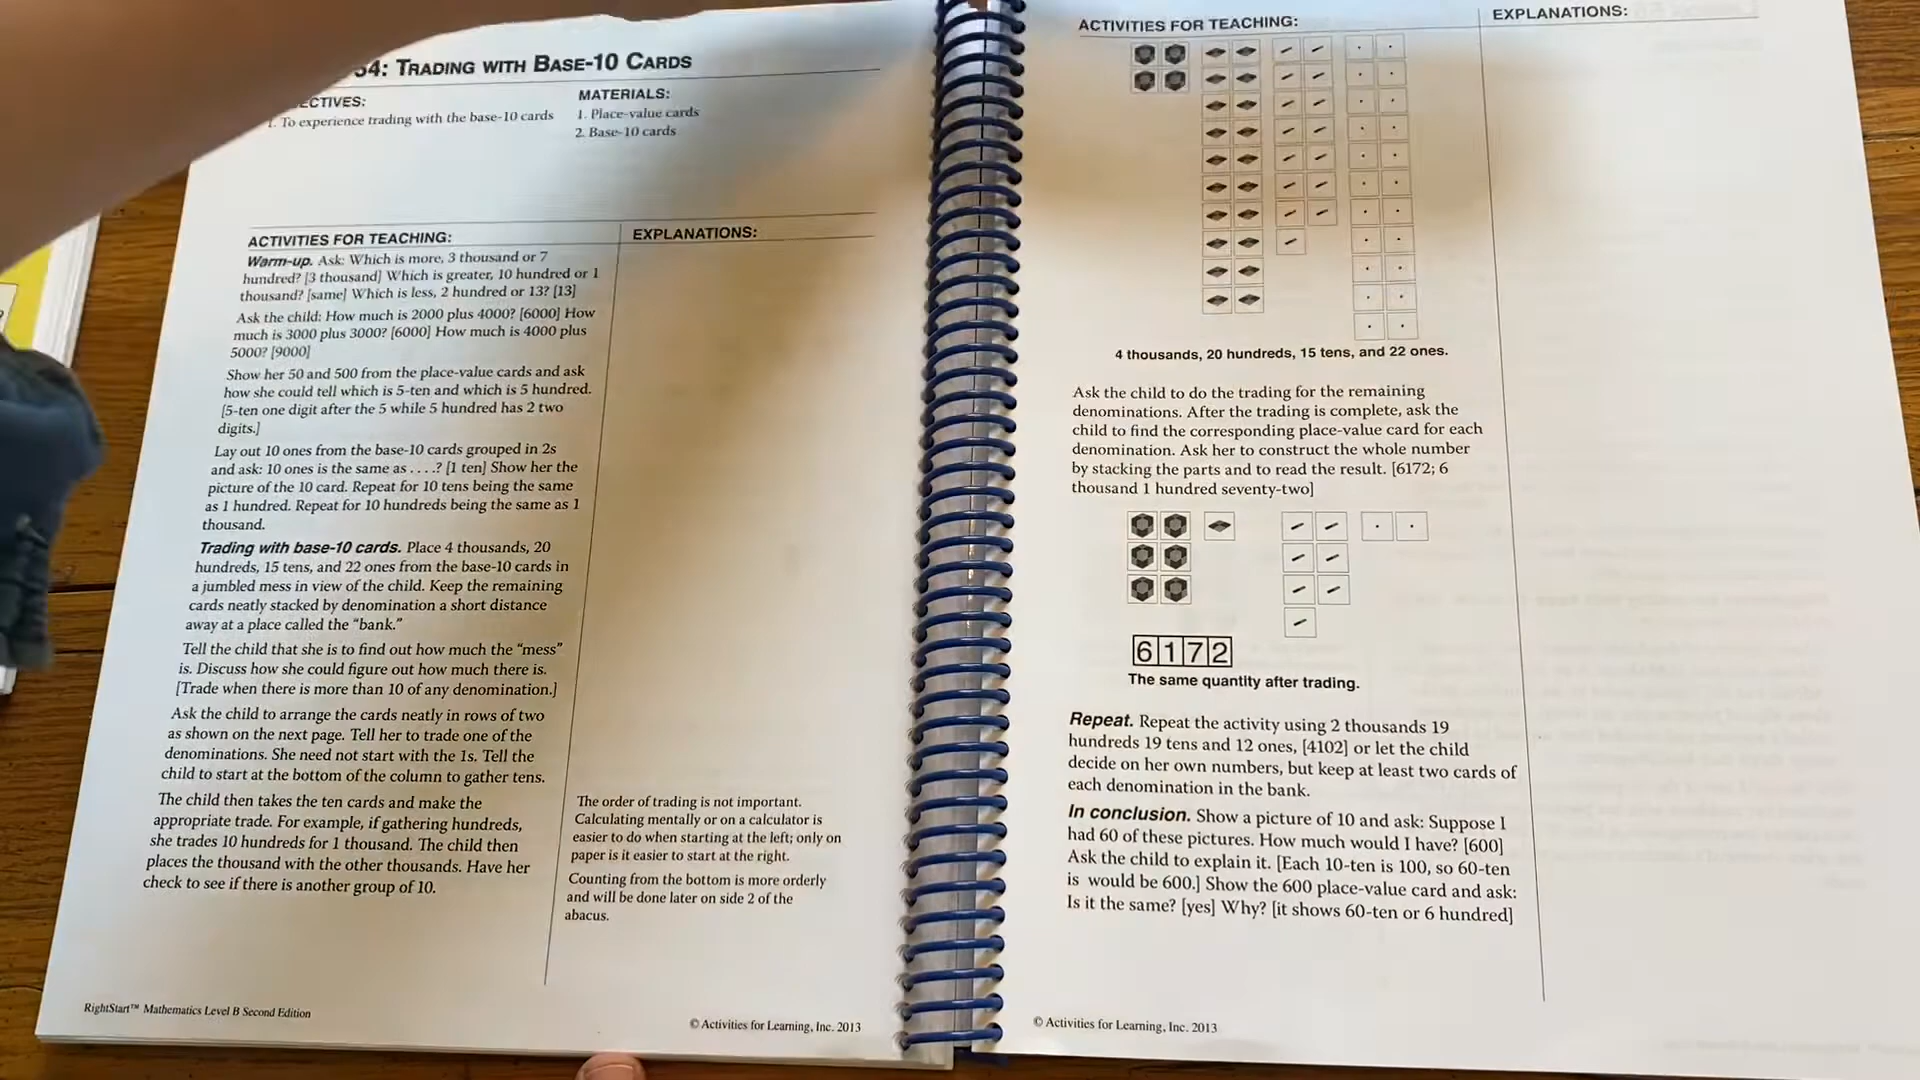 54: TRADING WITH BASE-10 CARDS
ECTIVES:
1. To experience trading with the base-10 cards
MATERIALS:
1. Place-value cards
2. Base-10 cards
ACTIVITIES FOR TEACHING:
Warm-up. Ask: Which is more, 3 thousand or 7
hundred? [3 thousand] Which is greater, 10 hundred or 1
thousand? [same] Which is less, 2 hundred or 13? [13]
Ask the child: How much is 2000 plus 4000? [6000] How
much is 3000 plus 3000? [6000] How much is 4000 plus
5000? [9000]
Show her 50 and 500 from the place-value cards and ask
how she could tell which is 5-ten and which is 5 hundred.
[5-ten one digit after the 5 while 5 hundred has 2 two
digits.]
Lay out 10 ones from the base-10 cards grouped in 2s
and ask: 10 ones is the same as . . . .? [1 ten] Show her the
picture of the 10 card. Repeat for 10 tens being the same
as 1 hundred. Repeat for 10 hundreds being the same as 1
thousand.
Trading with base-10 cards. Place 4 thousands, 20
hundreds, 15 tens, and 22 ones from the base-10 cards in
a jumbled mess in view of the child. Keep the remaining
cards neatly stacked by denomination a short distance
away at a place called the “bank.”
Tell the child that she is to find out how much the “mess”
is. Discuss how she could figure out how much there is.
[Trade when there is more than 10 of any denomination.]
Ask the child to arrange the cards neatly in rows of two
as shown on the next page. Tell her to trade one of the
denominations. She need not start with the 1s. Tell the
child to start at the bottom of the column to gather tens.
The child then takes the ten cards and make the
appropriate trade. For example, if gathering hundreds,
she trades 10 hundreds for 1 thousand. The child then
places the thousand with the other thousands. Have her
check to see if there is another group of 10.
EXPLANATIONS:
The order of trading is not important.
Calculating mentally or on a calculator is
easier to do when starting at the left; only on
paper is it easier to start at the right.
Counting from the bottom is more orderly
and will be done later on side 2 of the
abacus.
RightStart™ Mathematics Level B Second Edition
© Activities for Learning, Inc. 2013
ACTIVITIES FOR TEACHING:
EXPLANATIONS:
4 thousands, 20 hundreds, 15 tens, and 22 ones.
Ask the child to do the trading for the remaining
denominations. After the trading is complete, ask the
child to find the corresponding place-value card for each
denomination. Ask her to construct the whole number
by stacking the parts and to read the result. [6172; 6
thousand 1 hundred seventy-two]
6172
The same quantity after trading.
Repeat. Repeat the activity using 2 thousands 19
hundreds 19 tens and 12 ones, [4102] or let the child
decide on her own numbers, but keep at least two cards of
each denomination in the bank.
In conclusion. Show a picture of 10 and ask: Suppose I
had 60 of these pictures. How much would I have? [600]
Ask the child to explain it. [Each 10-ten is 100, so 60-ten
is would be 600.] Show the 600 place-value card and ask:
Is it the same? [yes] Why? [it shows 60-ten or 6 hundred]
© Activities for Learning, Inc. 2013